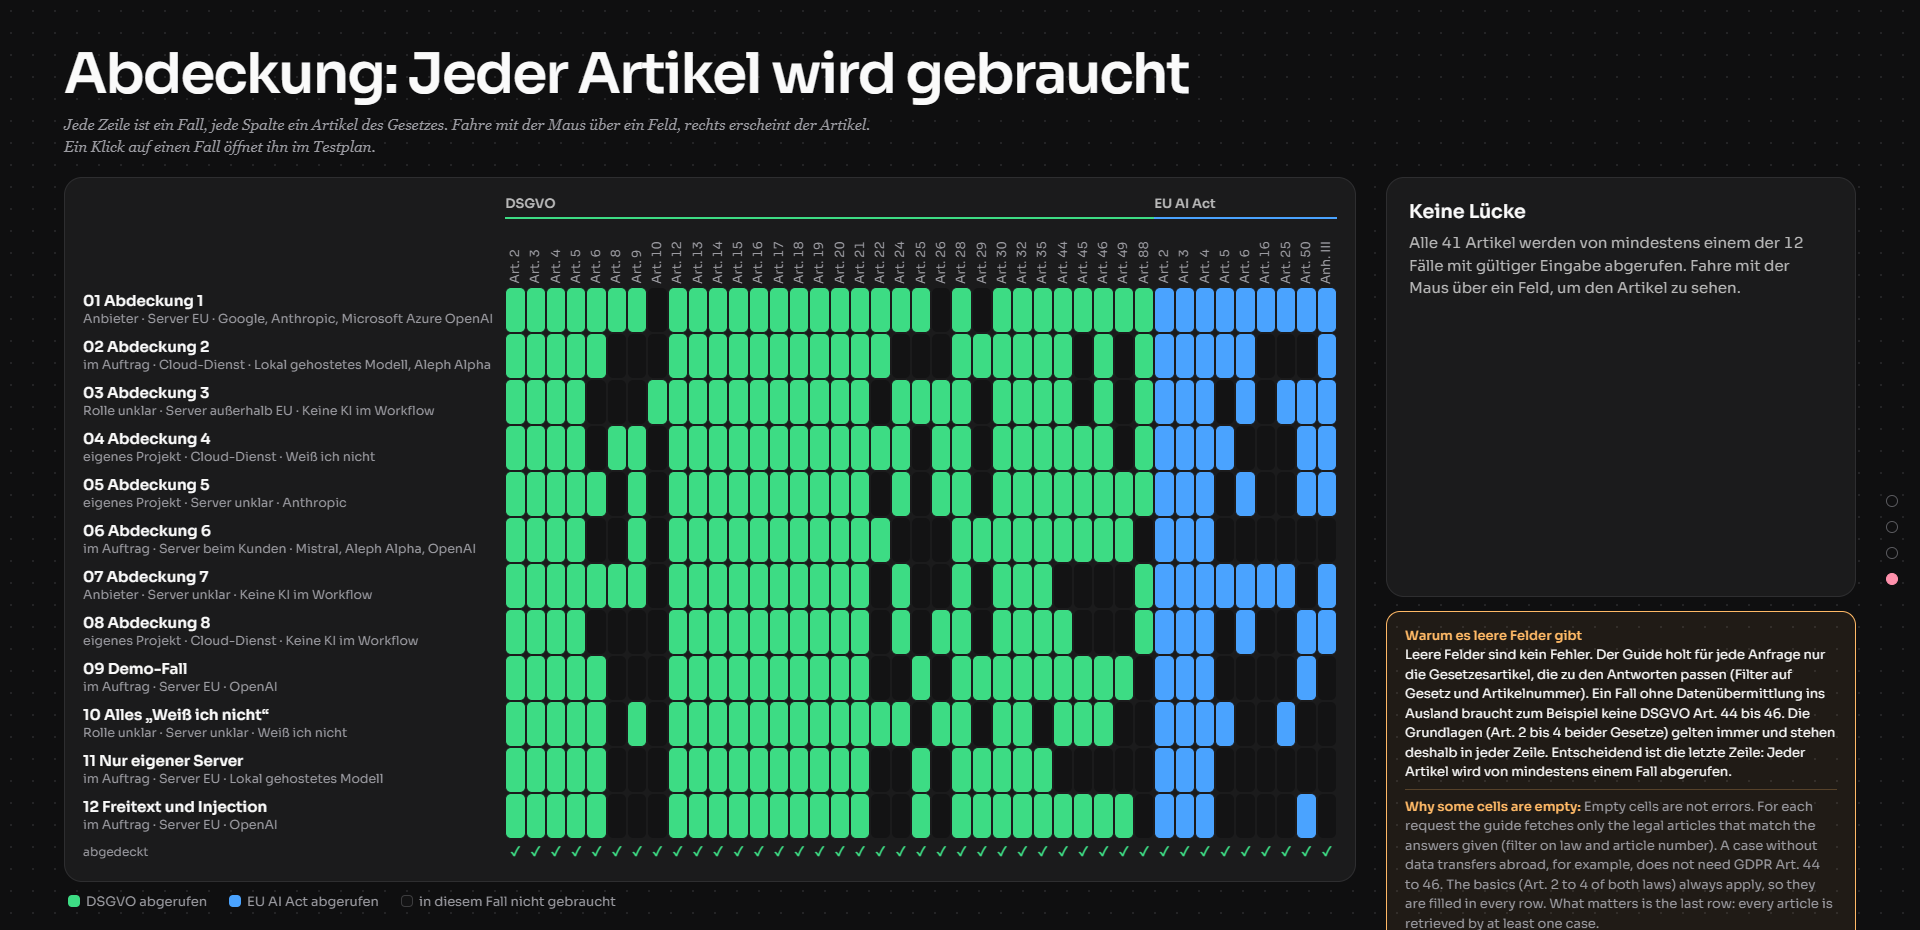 Abdeckung: Jeder Artikel wird gebraucht
Jede Zeile ist ein Fall, jede Spalte ein Artikel des Gesetzes. Fahre mit der Maus über ein Feld, rechts erscheint der Artikel.
Ein Klick auf einen Fall öffnet ihn im Testplan.
DSGVO
EU AI Act
Art. 2
Art. 3
Art. 4
Art. 5
Art. 6
Art. 8
Art. 9
Art. 10
Art. 12
Art. 13
Art. 14
Art. 15
Art. 16
Art. 17
Art. 18
Art. 19
Art. 20
Art. 21
Art. 22
Art. 24
Art. 25
Art. 26
Art. 28
Art. 29
Art. 30
Art. 32
Art. 35
Art. 44
Art. 45
Art. 46
Art. 49
Art. 88
Art. 2
Art. 3
Art. 4
Art. 5
Art. 6
Art. 16
Art. 25
Art. 50
Anh. III
01 Abdeckung 1
Anbieter · Server EU · Google, Anthropic, Microsoft Azure OpenAI
02 Abdeckung 2
im Auftrag · Cloud-Dienst · Lokal gehostetes Modell, Aleph Alpha
03 Abdeckung 3
Rolle unklar · Server außerhalb EU · Keine KI im Workflow
04 Abdeckung 4
eigenes Projekt · Cloud-Dienst · Weiß ich nicht
05 Abdeckung 5
eigenes Projekt · Server unklar · Anthropic
06 Abdeckung 6
im Auftrag · Server beim Kunden · Mistral, Aleph Alpha, OpenAI
07 Abdeckung 7
Anbieter · Server unklar · Keine KI im Workflow
08 Abdeckung 8
eigenes Projekt · Cloud-Dienst · Keine KI im Workflow
09 Demo-Fall
im Auftrag · Server EU · OpenAI
10 Alles „Weiß ich nicht“
Rolle unklar · Server unklar · Weiß ich nicht
11 Nur eigener Server
im Auftrag · Server EU · Lokal gehostetes Modell
12 Freitext und Injection
im Auftrag · Server EU · OpenAI
abgedeckt ✓ ✓ ✓ ✓ ✓ ✓ ✓ ✓ ✓ ✓ ✓ ✓ ✓ ✓ ✓ ✓ ✓ ✓ ✓ ✓ ✓ ✓ ✓ ✓ ✓ ✓ ✓ ✓ ✓ ✓ ✓ ✓ ✓ ✓ ✓ ✓ ✓ ✓ ✓ ✓ ✓
DSGVO abgerufen
EU AI Act abgerufen
in diesem Fall nicht gebraucht
Keine Lücke
Alle 41 Artikel werden von mindestens einem der 12
Fälle mit gültiger Eingabe abgerufen. Fahre mit der
Maus über ein Feld, um den Artikel zu sehen.
Warum es leere Felder gibt
Leere Felder sind kein Fehler. Der Guide holt für jede Anfrage nur
die Gesetzesartikel, die zu den Antworten passen (Filter auf
Gesetz und Artikelnummer). Ein Fall ohne Datenübermittlung ins
Ausland braucht zum Beispiel keine DSGVO Art. 44 bis 46. Die
Grundlagen (Art. 2 bis 4 beider Gesetze) gelten immer und stehen
deshalb in jeder Zeile. Entscheidend ist die letzte Zeile: Jeder
Artikel wird von mindestens einem Fall abgerufen.
Why some cells are empty: Empty cells are not errors. For each
request the guide fetches only the legal articles that match the
answers given (filter on law and article number). A case without
data transfers abroad, for example, does not need GDPR Art. 44
to 46. The basics (Art. 2 to 4 of both laws) always apply, so they
are filled in every row. What matters is the last row: every article is
retrieved by at least one case.